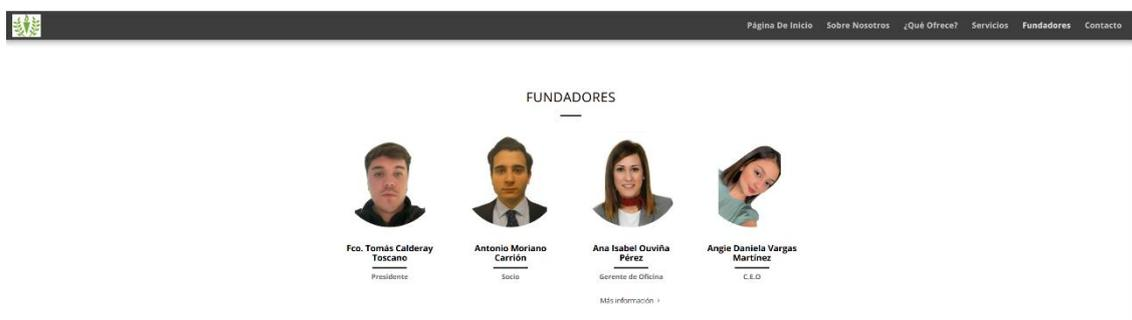 Página De Inicio Sobre Nosotros ¿Qué Ofrece? Servicios Fundadores Contacto
FUNDADORES
Fco. Tomás Calderay
Toscano
Presidente
Antonio Moriano
Carrión
Socio
Ana Isabel Ouviña
Pérez
Gerente de Oficina
Más información ›
Angie Daniela Vargas
Martínez
C.E.O